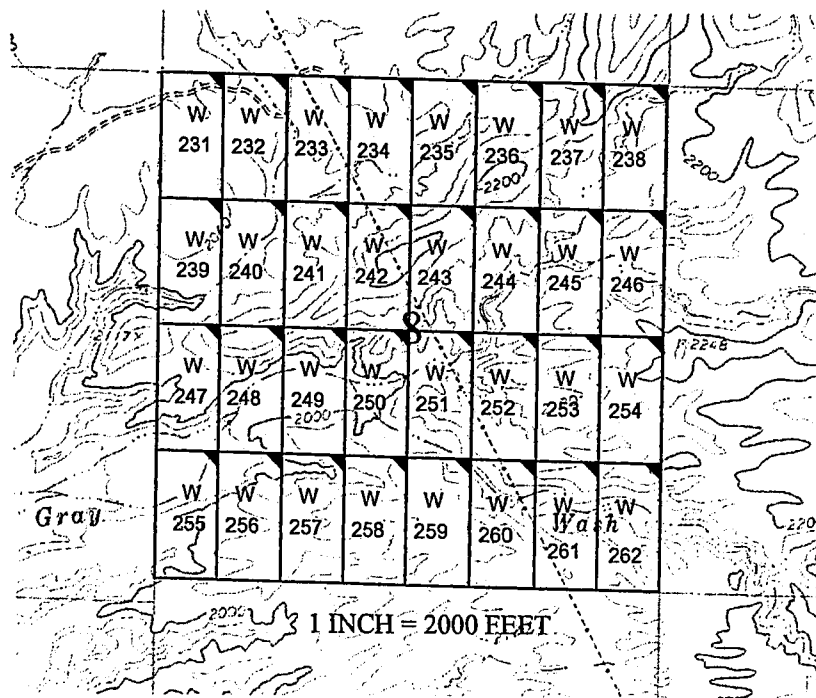 W W W W W W W W
231 232 233 234 235 236 237 238
2200
2200
W W W W W W W W
239 240 241 242 243 244 245 246
8
2248
W W W W W W W W
247 248 249 250 251 252 253 254
2000
W W W W W W W W
Gray Wash
255 256 257 258 259 260 261 262
2000
1 INCH = 2000 FEET